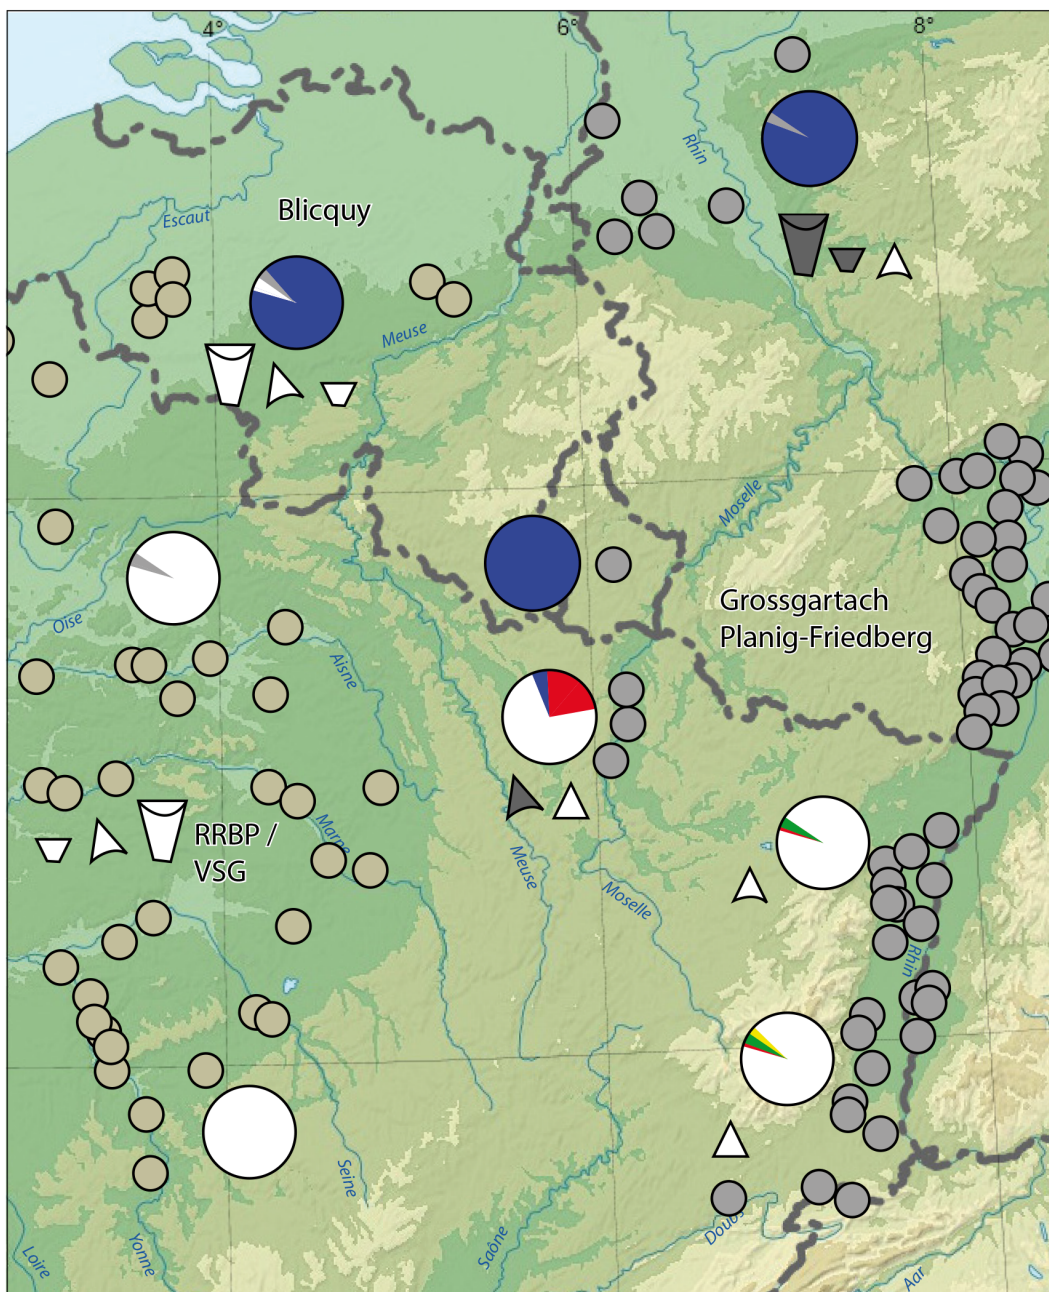 4°
6°
8°
Rhin
Escaut
Blicquy
Meuse
Moselle
Oise
Aisne
Grossgartach
Planig-Friedberg
Marne
RRBP /
VSG
Meuse
Moselle
Rhin
Seine
Yonne
Loire
Saône
Doubs
Aar